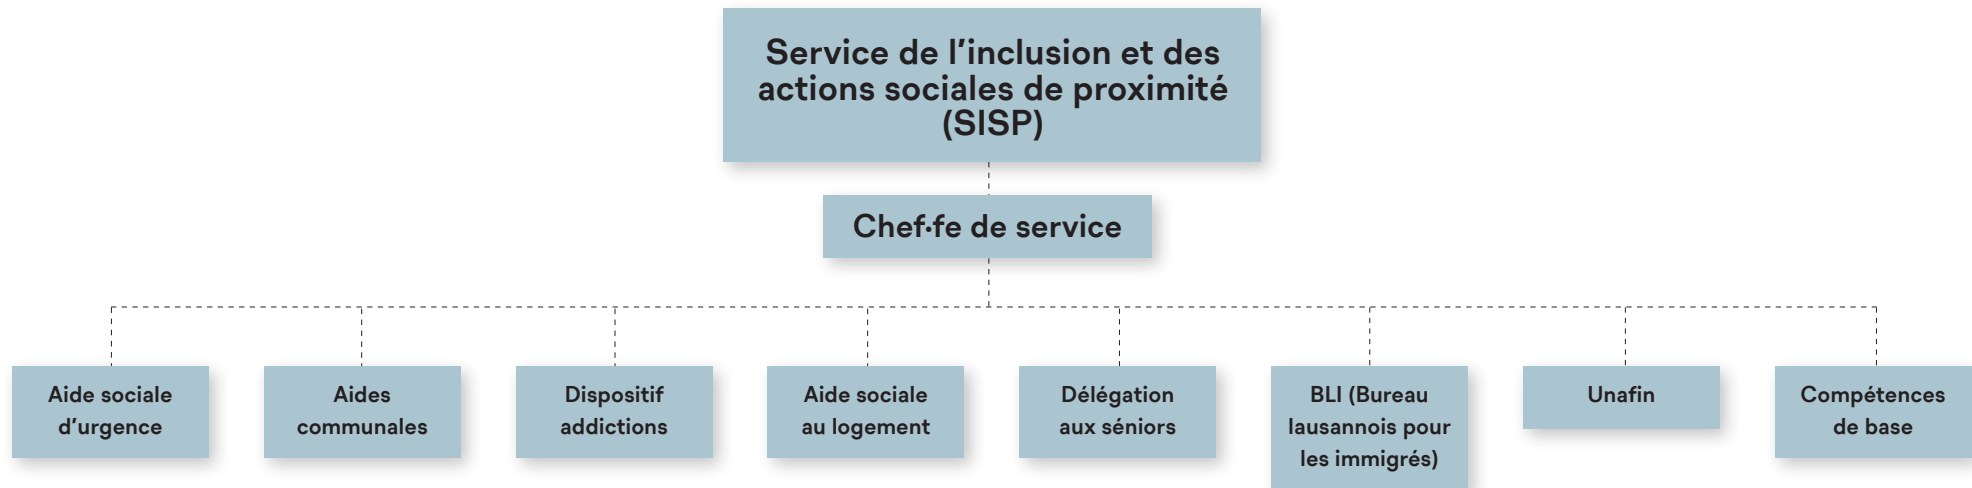 Service de l’inclusion et des
actions sociales de proximité
(SISP)
Chef·fe de service
Aide sociale
d’urgence
Aides
communales
Dispositif
addictions
Aide sociale
au logement
Délégation
aux séniors
BLI (Bureau
lausannois pour
les immigrés)
Unafin
Compétences
de base